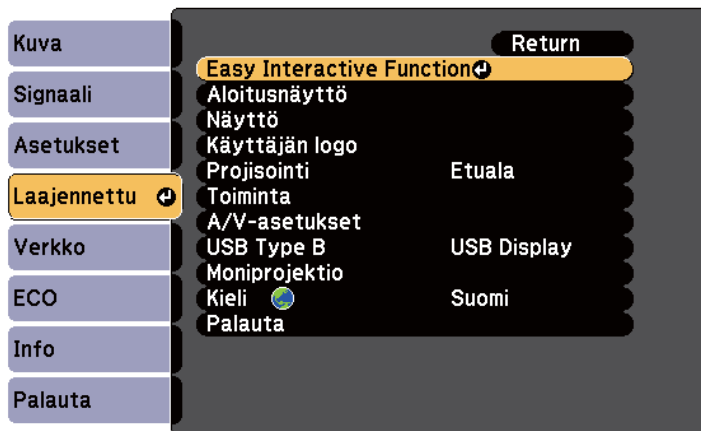 Kuva
Signaali
Asetukset
Laajennettu
Verkko
ECO
Info
Palauta
Return
Easy Interactive Function
Aloitusnäyttö
Näyttö
Käyttäjän logo
Projisointi Etuala
Toiminta
A/V-asetukset
USB Type B USB Display
Moniprojektio
Kieli Suomi
Palauta